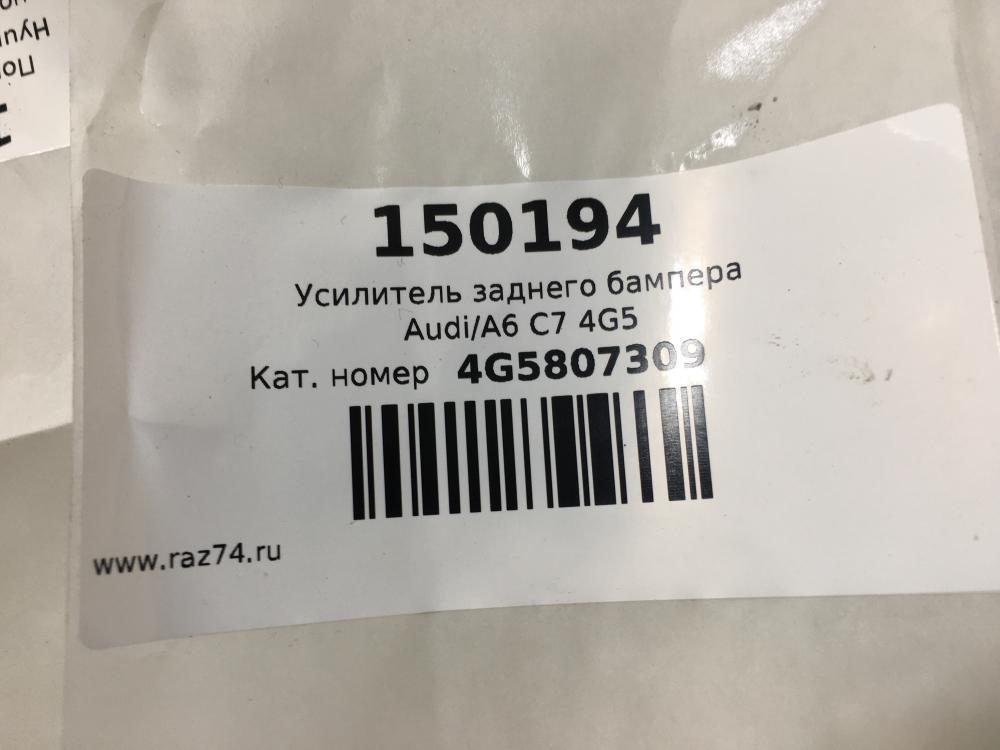 150194
Усилитель заднего бампера
Audi/A6 C7 4G5
Кат. номер 4G5807309
www.raz74.ru